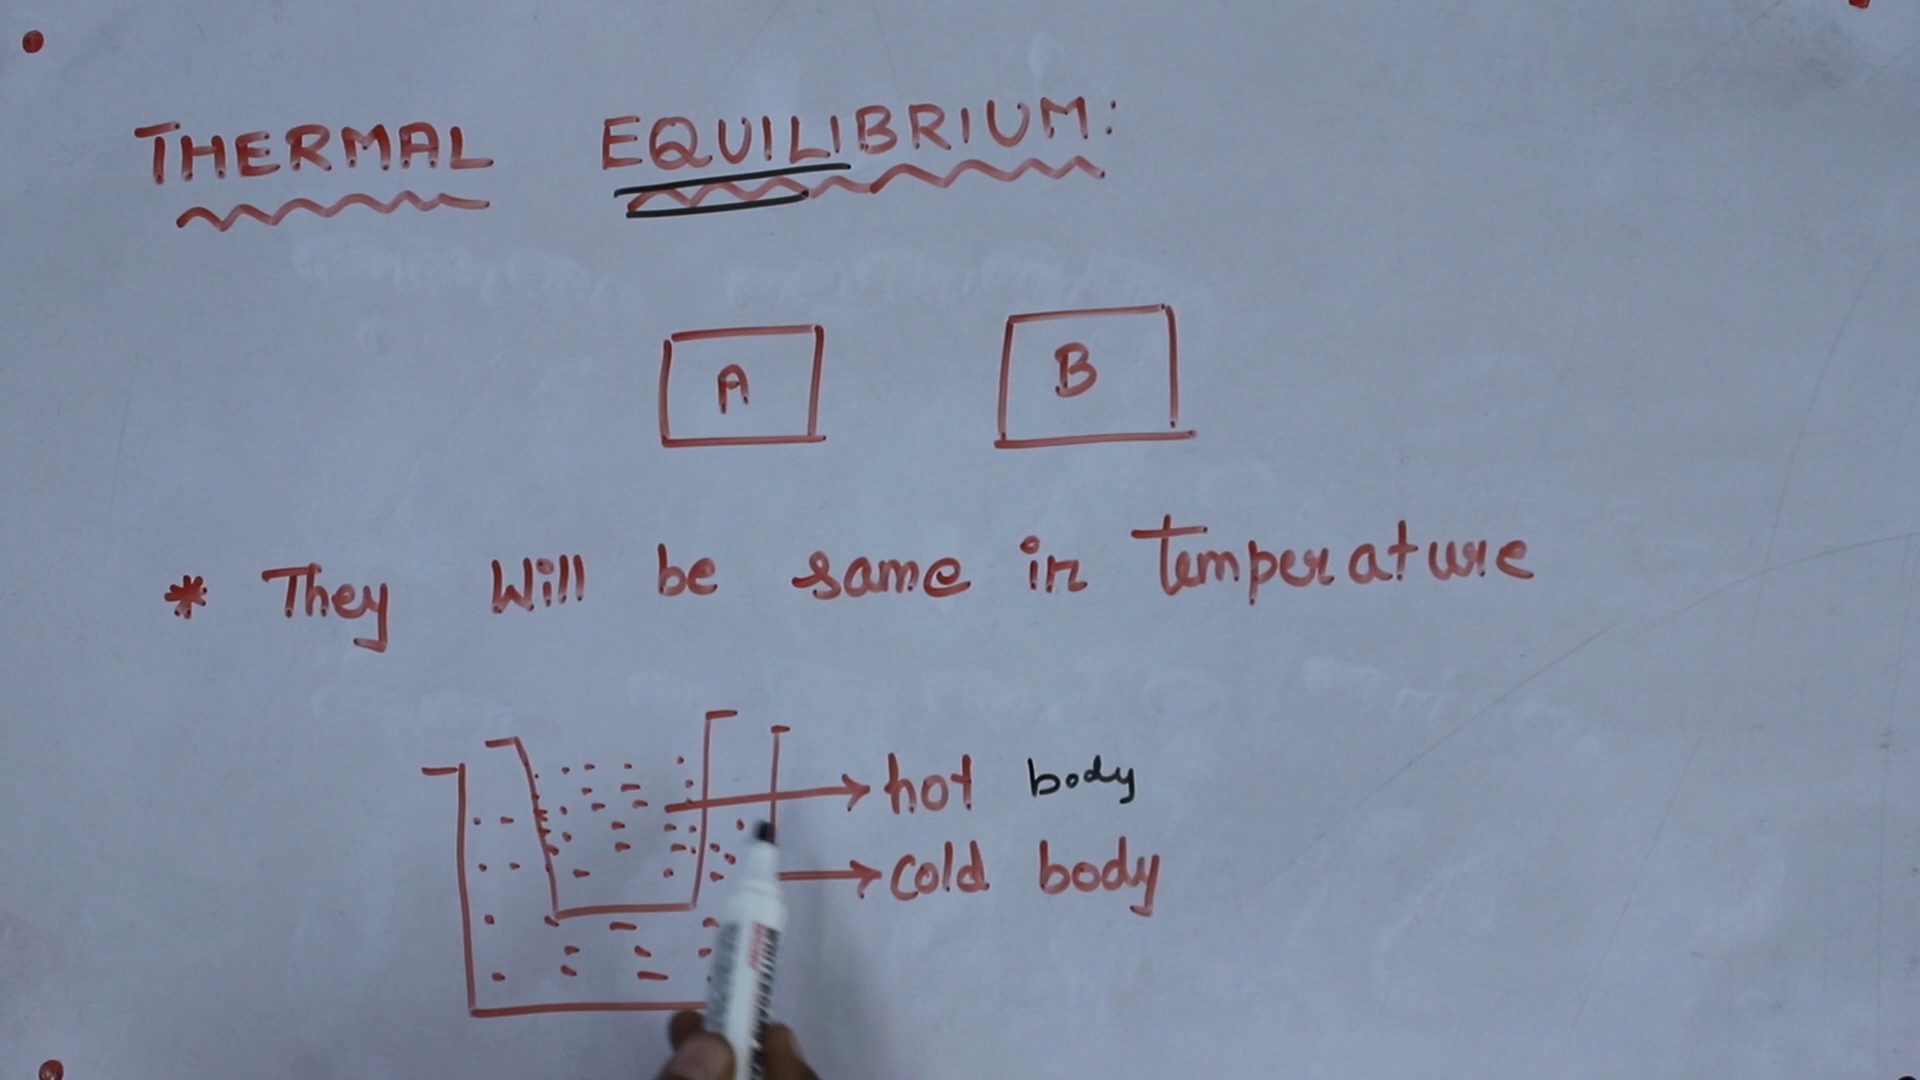 THERMAL EQUILIBRIUM:
A B
* They Will be same in Temperature
hot body
cold body